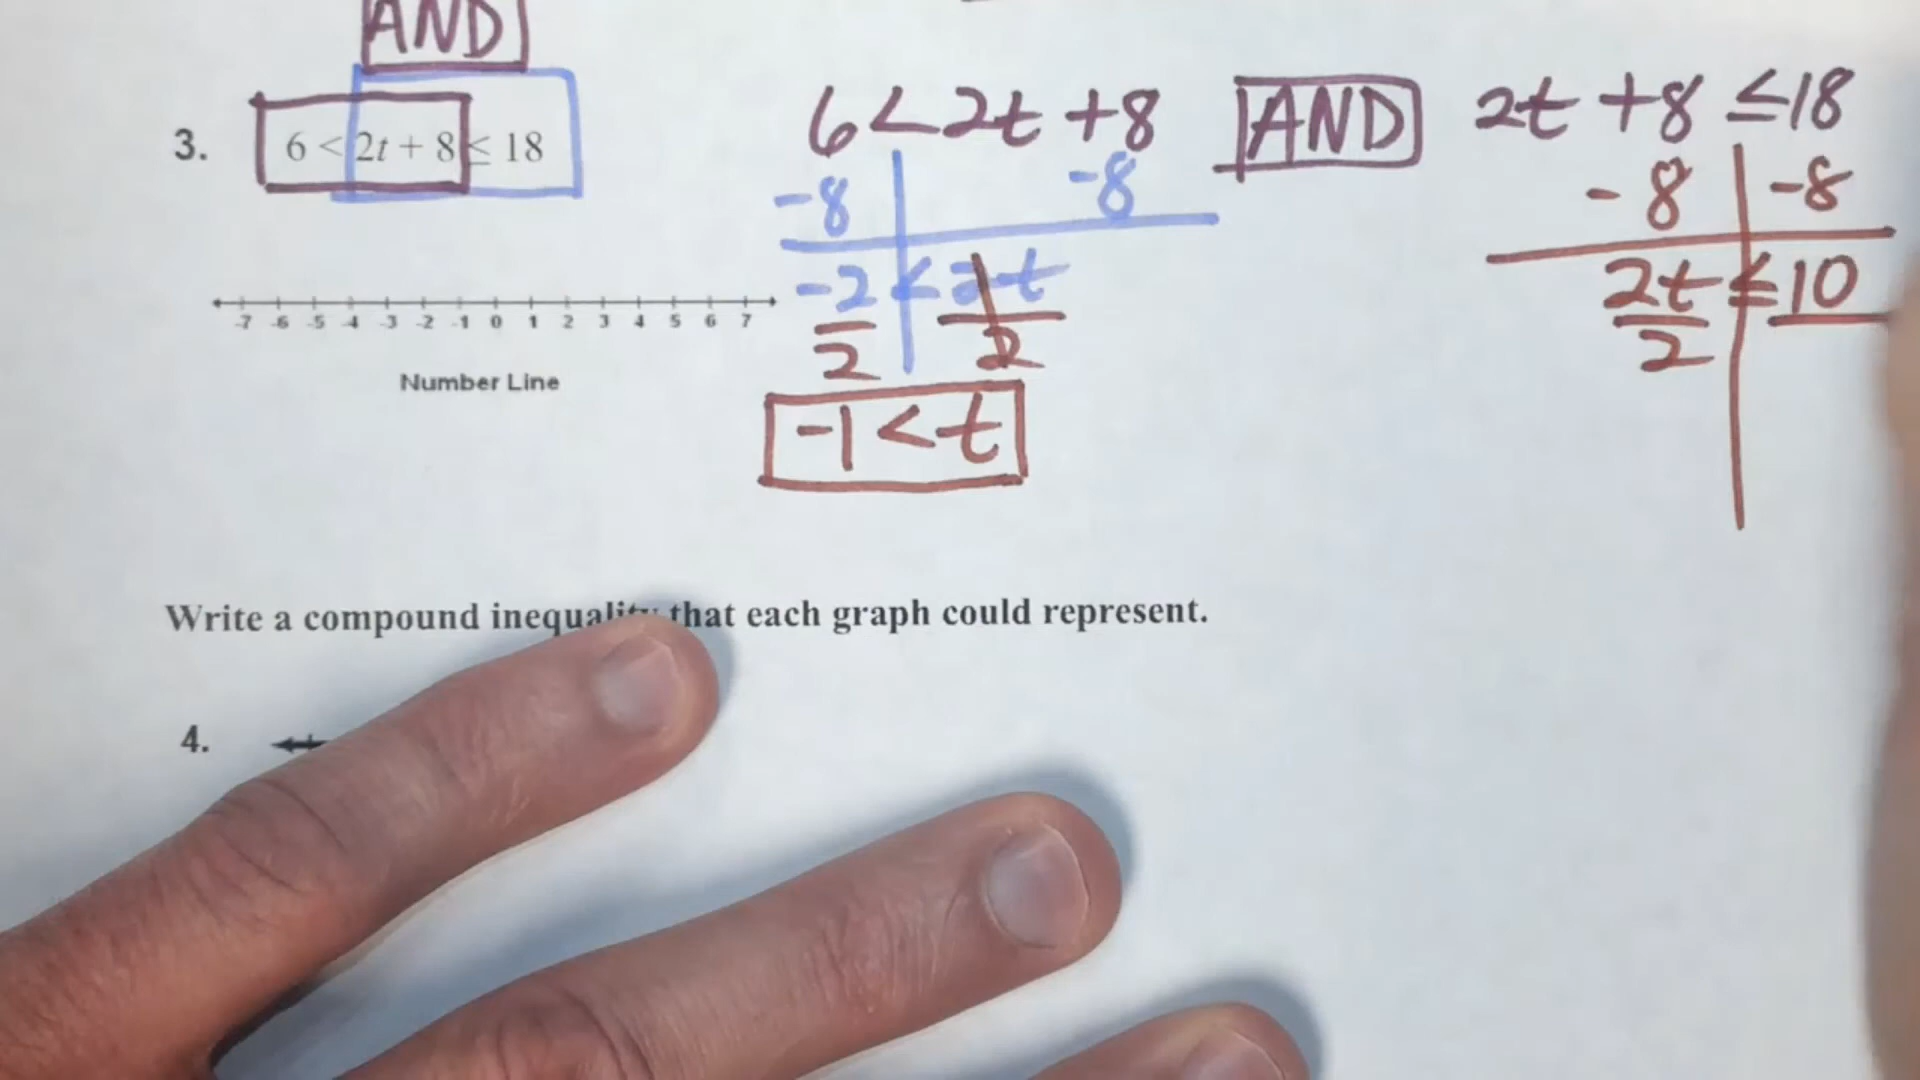 AND
3. 6 < 2t + 8 ≤ 18
-7 -6 -5 -4 -3 -2 -1 0 1 2 3 4 5 6 7
Number Line
6 < 2t + 8 AND 2t + 8 ≤ 18
-8 -8 - 8 -8
-2 < 2t 2t ≤ 10
2 2 2
-1 < t
Write a compound inequality that each graph could represent.
4.